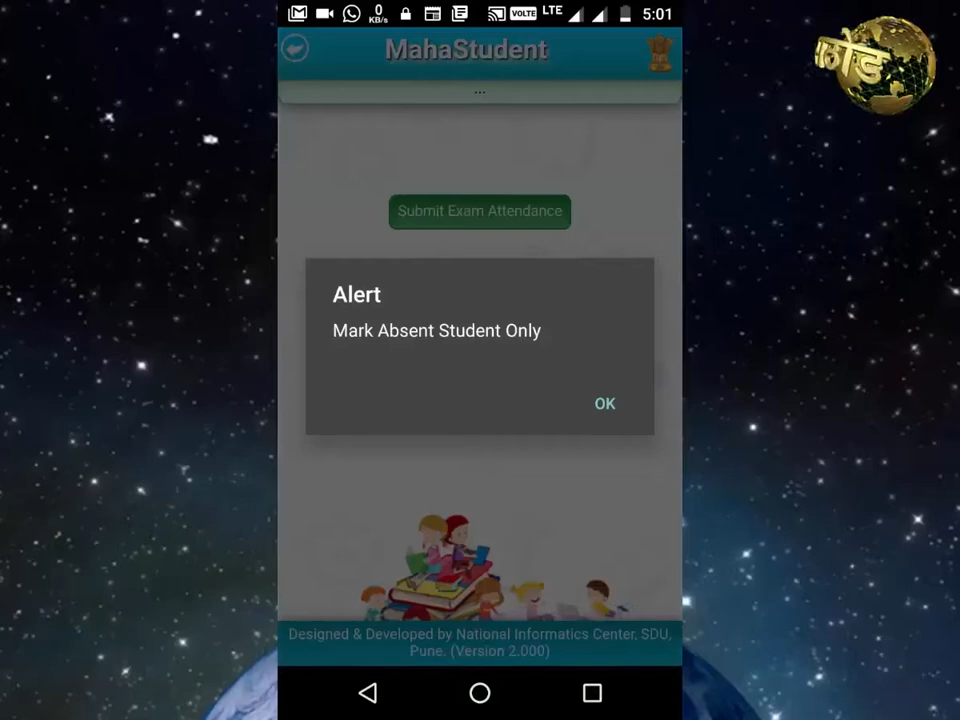 0
KB/s
VOLTE
LTE
5:01
MahaStudent
...
Submit Exam Attendance
Alert
Mark Absent Student Only
OK
Designed & Developed by National Informatics Center, SDU,
Pune. (Version 2.000)